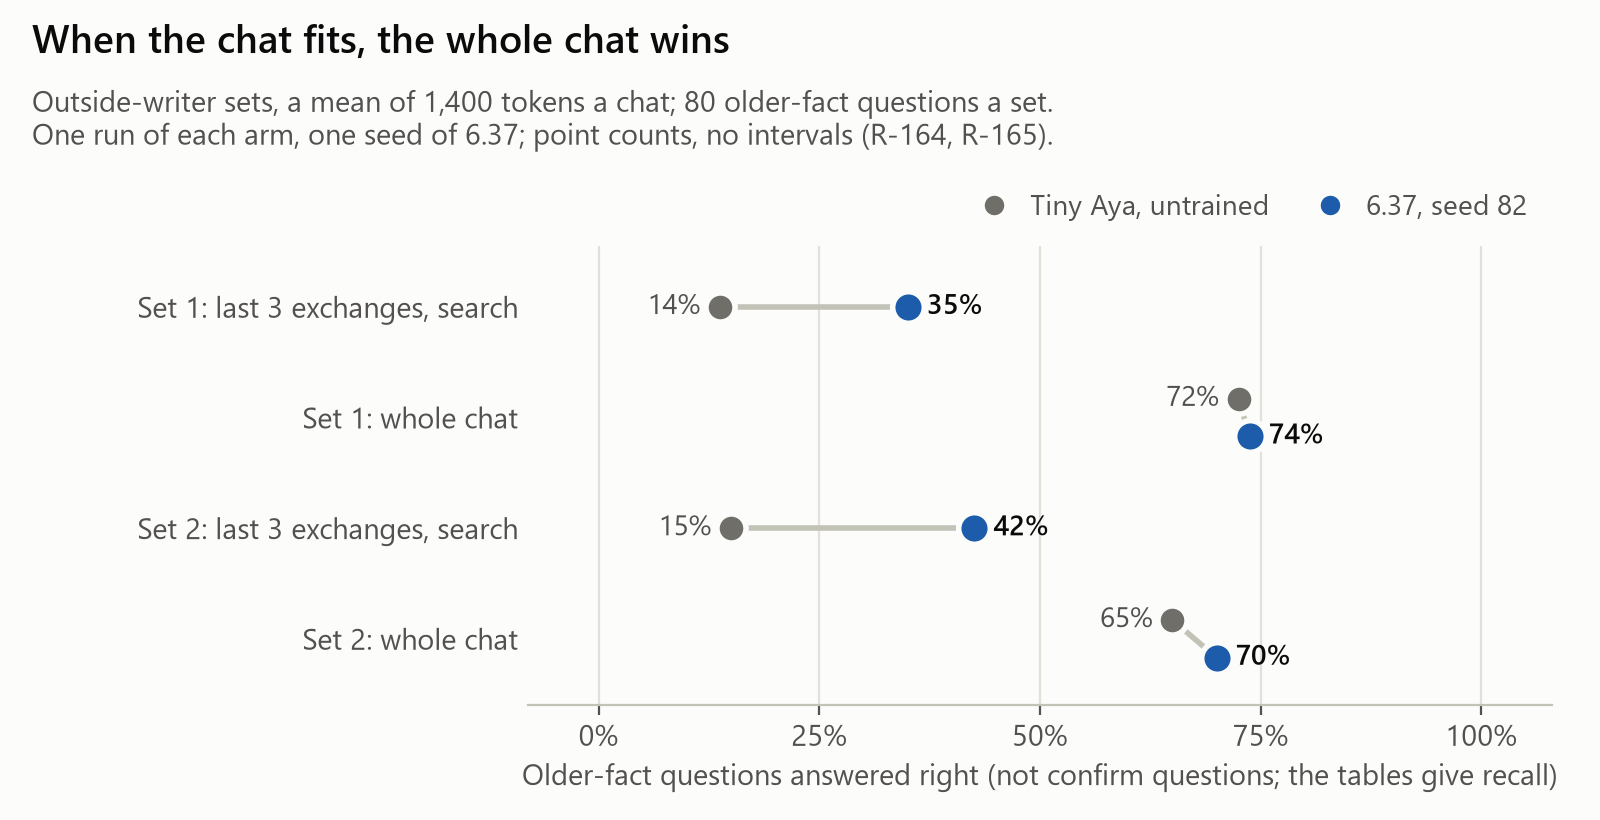 When the chat fits, the whole chat wins
Outside-writer sets, a mean of 1,400 tokens a chat; 80 older-fact questions a set.
One run of each arm, one seed of 6.37; point counts, no intervals (R-164, R-165).
Tiny Aya, untrained
6.37, seed 82
Set 1: last 3 exchanges, search
14%
35%
Set 1: whole chat
72%
74%
Set 2: last 3 exchanges, search
15%
42%
Set 2: whole chat
65%
70%
0%
25%
50%
75%
100%
Older-fact questions answered right (not confirm questions; the tables give recall)